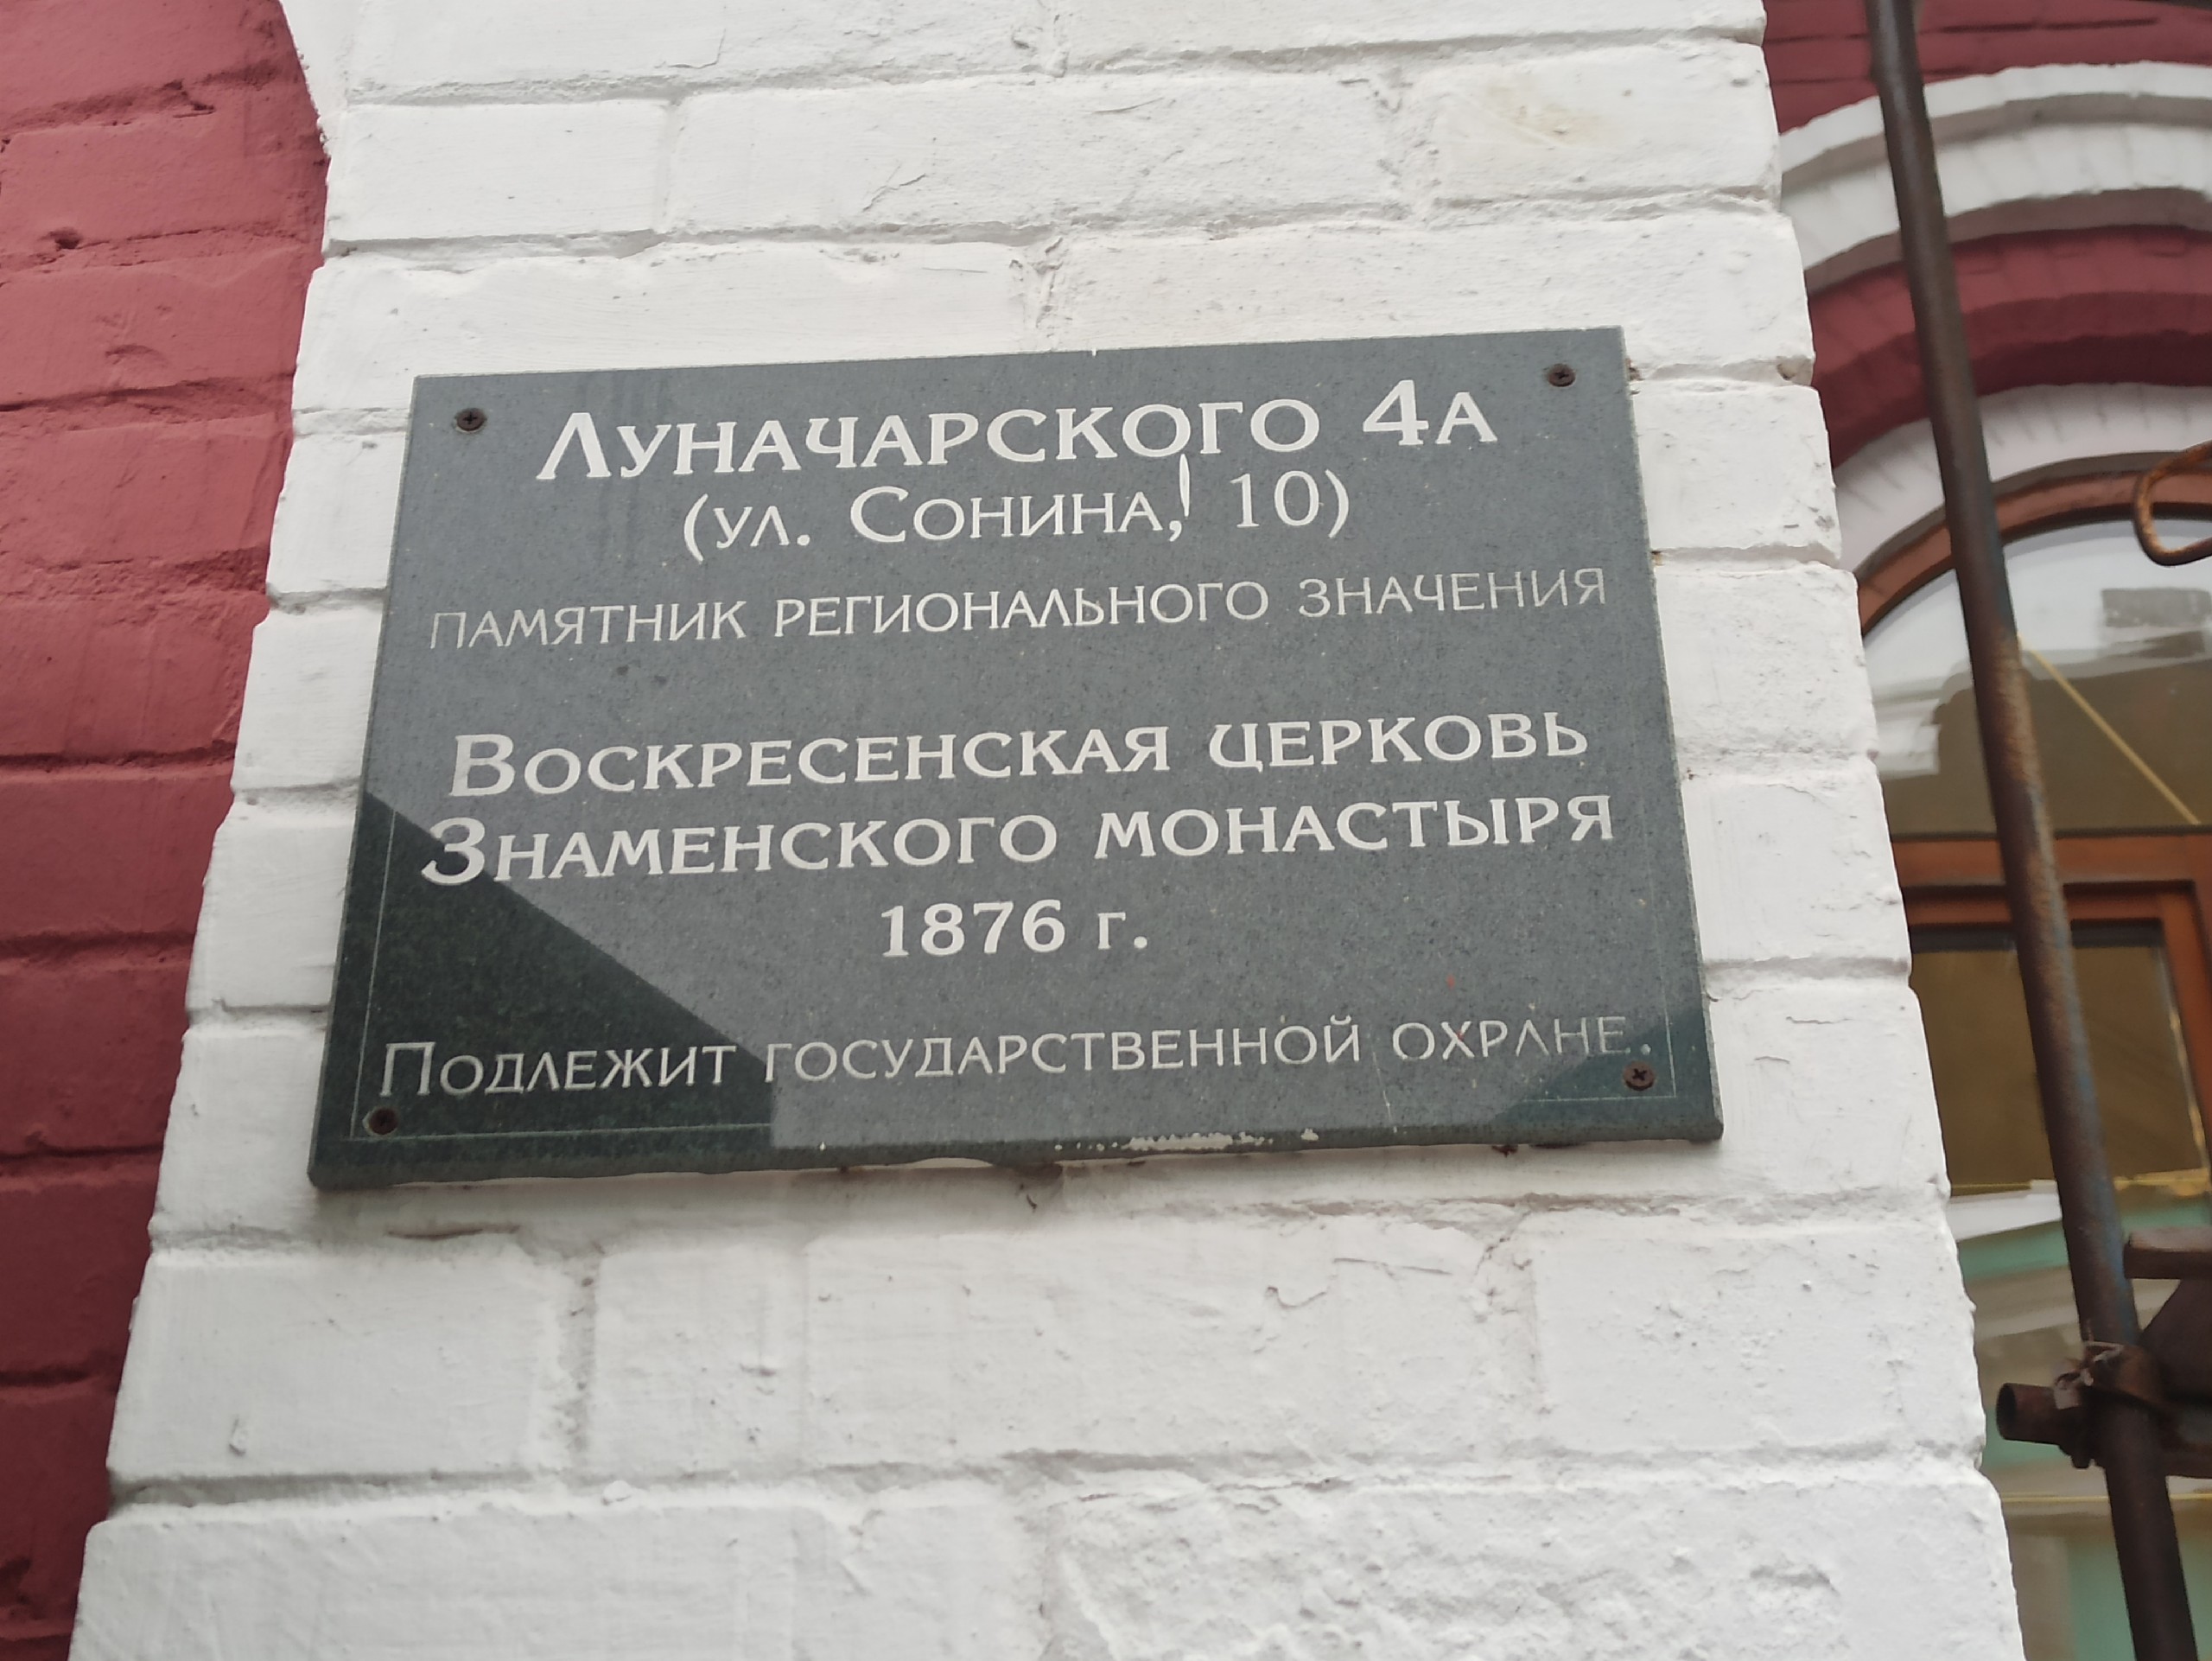 Луначарского 4а
(ул. Сонина, 10)
памятник регионального значения
Воскресенская церковь
Знаменского монастыря
1876 г.
Подлежит государственной охране.